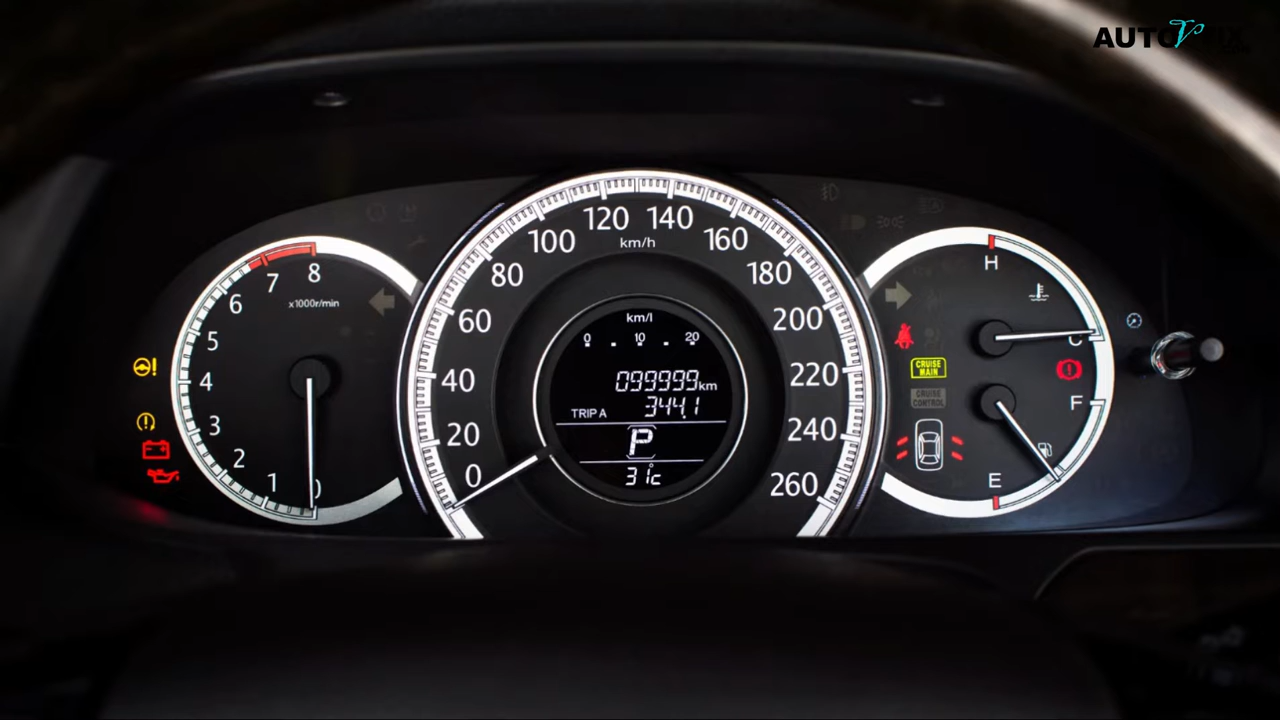 AUTO
120 140
100 km/h 160
80 180
60 200
40 220
20 240
0 260
8
7
6
5
4
3
2
1
0
x1000r/min
km/l
0 . 10 . 20
099999km
TRIP A 344.1
P
31°c
H
C
CRUISE
MAIN
CRUISE
CONTROL
F
E